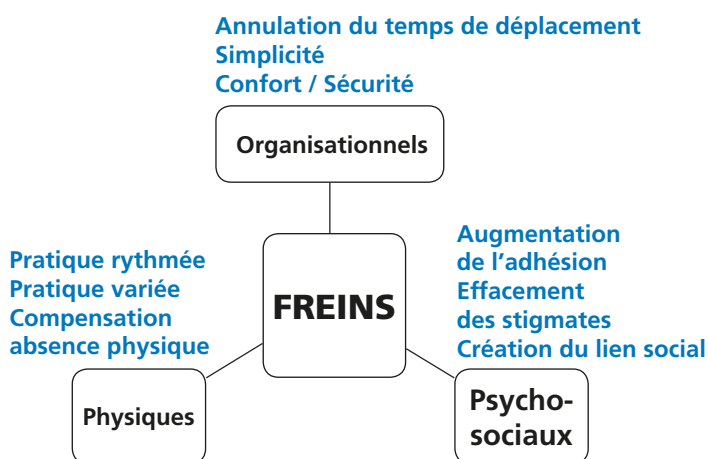 Annulation du temps de déplacement
Simplicité
Confort / Sécurité
Organisationnels
Pratique rythmée
Pratique variée
Compensation
absence physique
FREINS
Augmentation
de l'adhésion
Effacement
des stigmates
Création du lien social
Physiques
Psycho-
sociaux